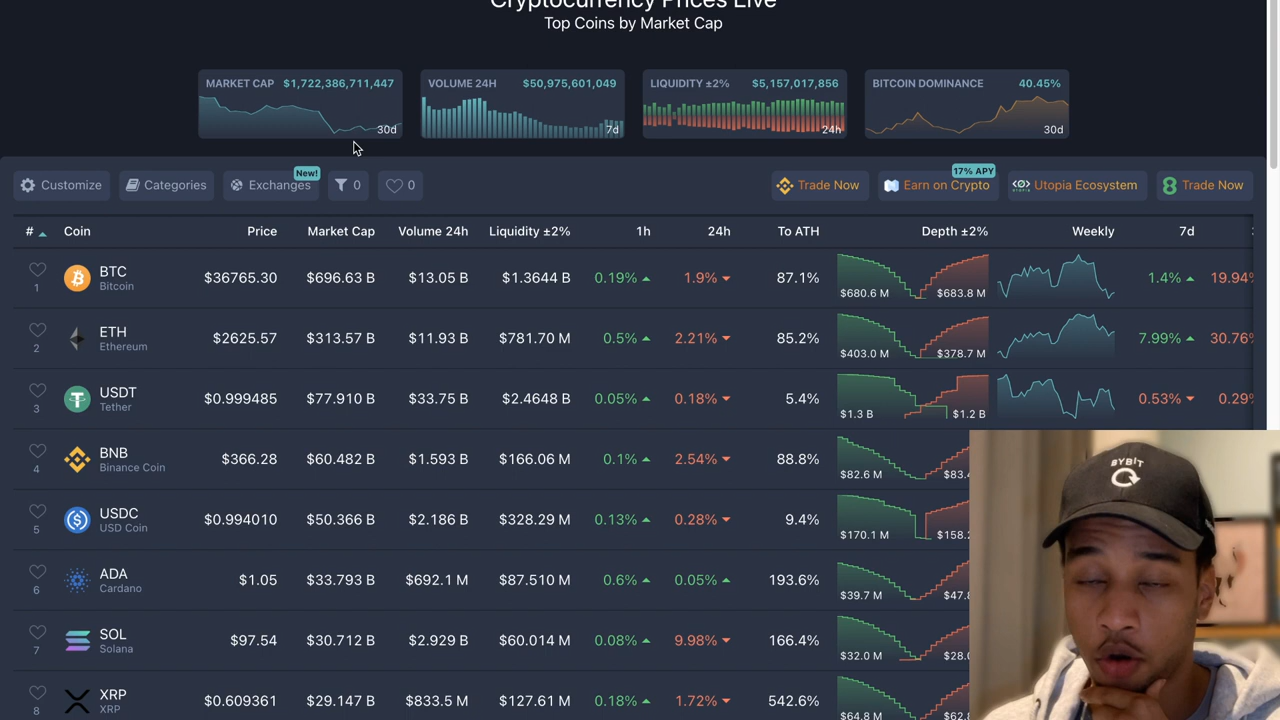 Cryptocurrency Prices Live
Top Coins by Market Cap
MARKET CAP $1,722,386,711,447
30d
VOLUME 24H $50,975,601,049
7d
LIQUIDITY ±2% $5,157,017,856
24h
BITCOIN DOMINANCE 40.45%
30d
Customize
Categories
Exchanges New!
0
0
Trade Now
Earn on Crypto 17% APY
UTOPIA Utopia Ecosystem
Trade Now
# Coin Price Market Cap Volume 24h Liquidity ±2% 1h 24h To ATH Depth ±2% Weekly 7d
1 BTC Bitcoin $36765.30 $696.63 B $13.05 B $1.3644 B 0.19% 1.9% 87.1% $680.6 M $683.8 M 1.4% 19.94%
2 ETH Ethereum $2625.57 $313.57 B $11.93 B $781.70 M 0.5% 2.21% 85.2% $403.0 M $378.7 M 7.99% 30.76%
3 USDT Tether $0.999485 $77.910 B $33.75 B $2.4648 B 0.05% 0.18% 5.4% $1.3 B $1.2 B 0.53% 0.29%
4 BNB Binance Coin $366.28 $60.482 B $1.593 B $166.06 M 0.1% 2.54% 88.8% $82.6 M $83.4
5 USDC USD Coin $0.994010 $50.366 B $2.186 B $328.29 M 0.13% 0.28% 9.4% $170.1 M $158.2
6 ADA Cardano $1.05 $33.793 B $692.1 M $87.510 M 0.6% 0.05% 193.6% $39.7 M $47.8
7 SOL Solana $97.54 $30.712 B $2.929 B $60.014 M 0.08% 9.98% 166.4% $32.0 M $28.0
8 XRP XRP $0.609361 $29.147 B $833.5 M $127.61 M 0.18% 1.72% 542.6% $64.8 M $62.8
BYBIT